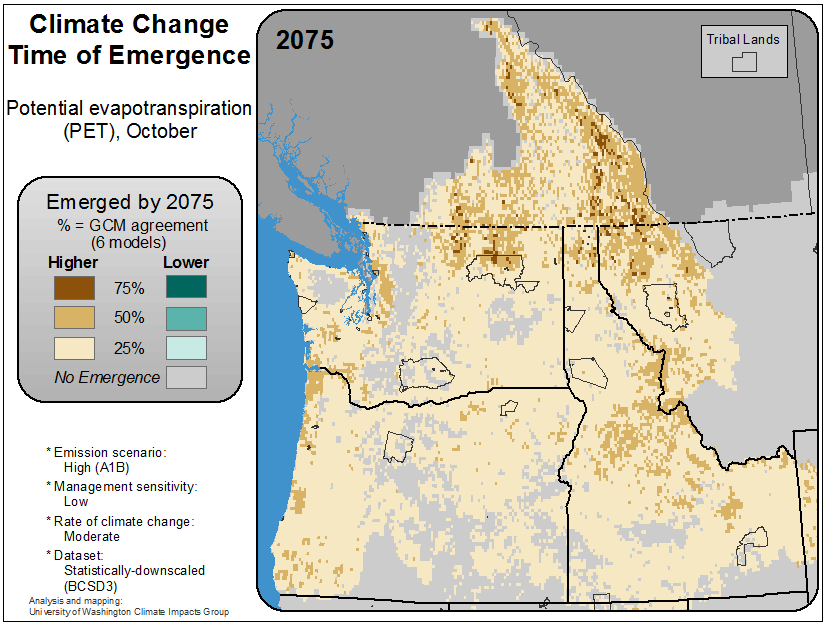 Climate Change
Time of Emergence
Potential evapotranspiration
(PET), October
Emerged by 2075
% = GCM agreement
(6 models)
Higher Lower
75%
50%
25%
No Emergence
* Emission scenario:
High (A1B)
* Management sensitivity:
Low
* Rate of climate change:
Moderate
* Dataset:
Statistically-downscaled
(BCSD3)
Analysis and mapping:
University of Washington Climate Impacts Group
2075
Tribal Lands